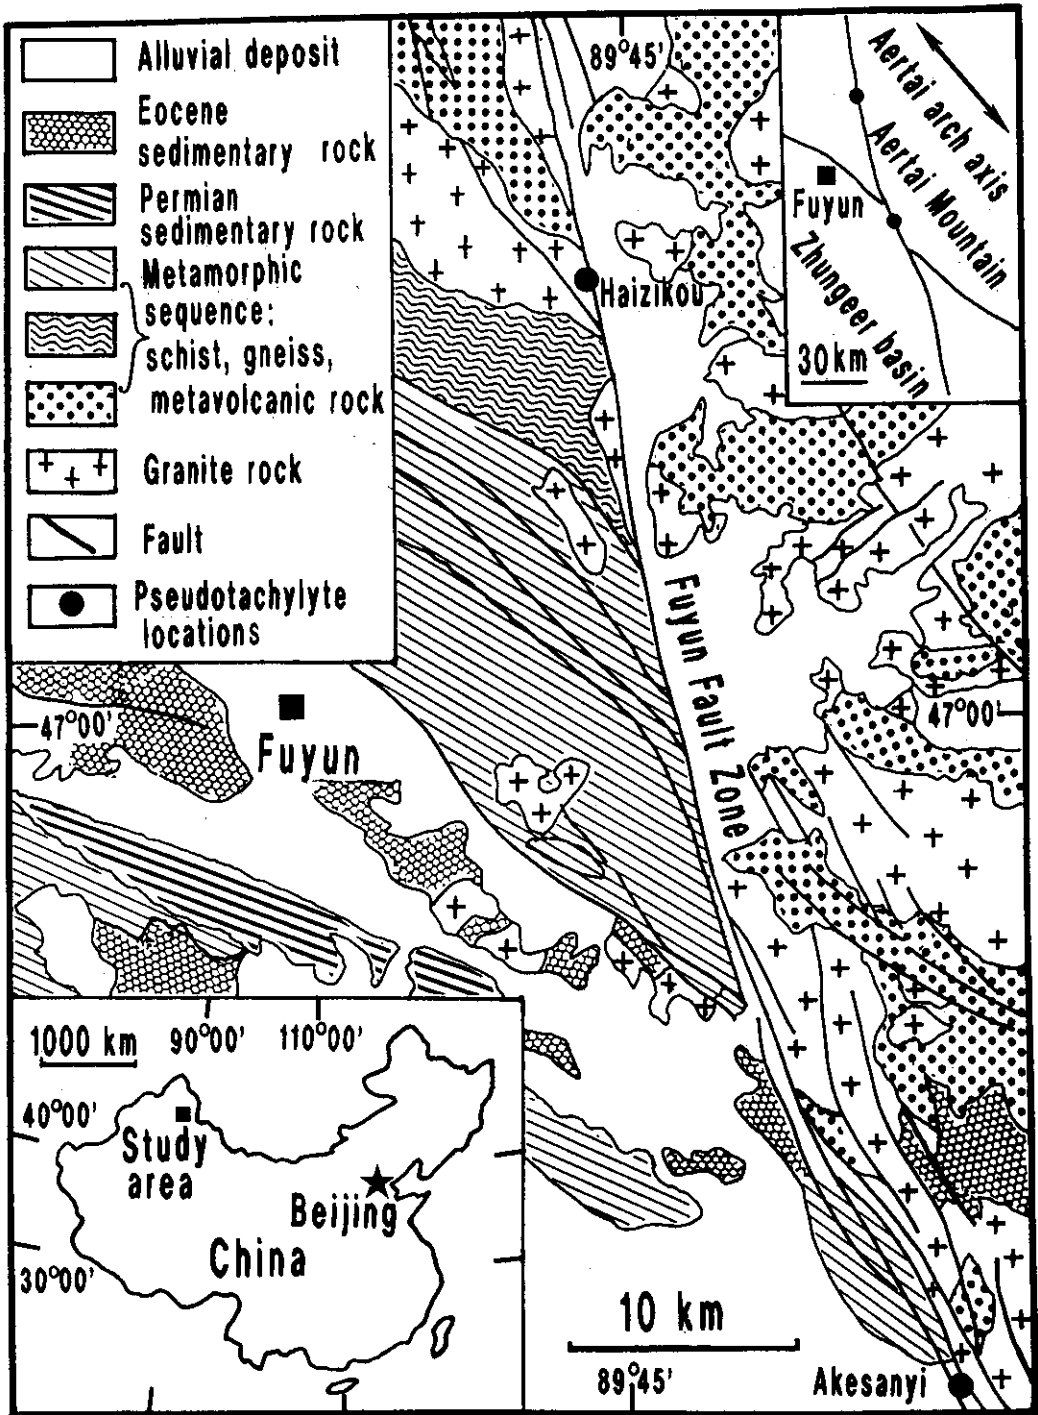 Alluvial deposit
Eocene
sedimentary rock
Permian
sedimentary rock
Metamorphic
sequence:
schist, gneiss,
metavolcanic rock
Granite rock
Fault
Pseudotachylyte
locations
89°45'
Aertai arch axis
Aertai Mountain
Fuyun
Zhungeer basin
30 km
Haizikou
Fuyun Fault Zone
47°00'
47°00'
Fuyun
1000 km
90°00'
110°00'
40°00'
Study
area
Beijing
China
30°00'
10 km
89°45'
Akesanyi